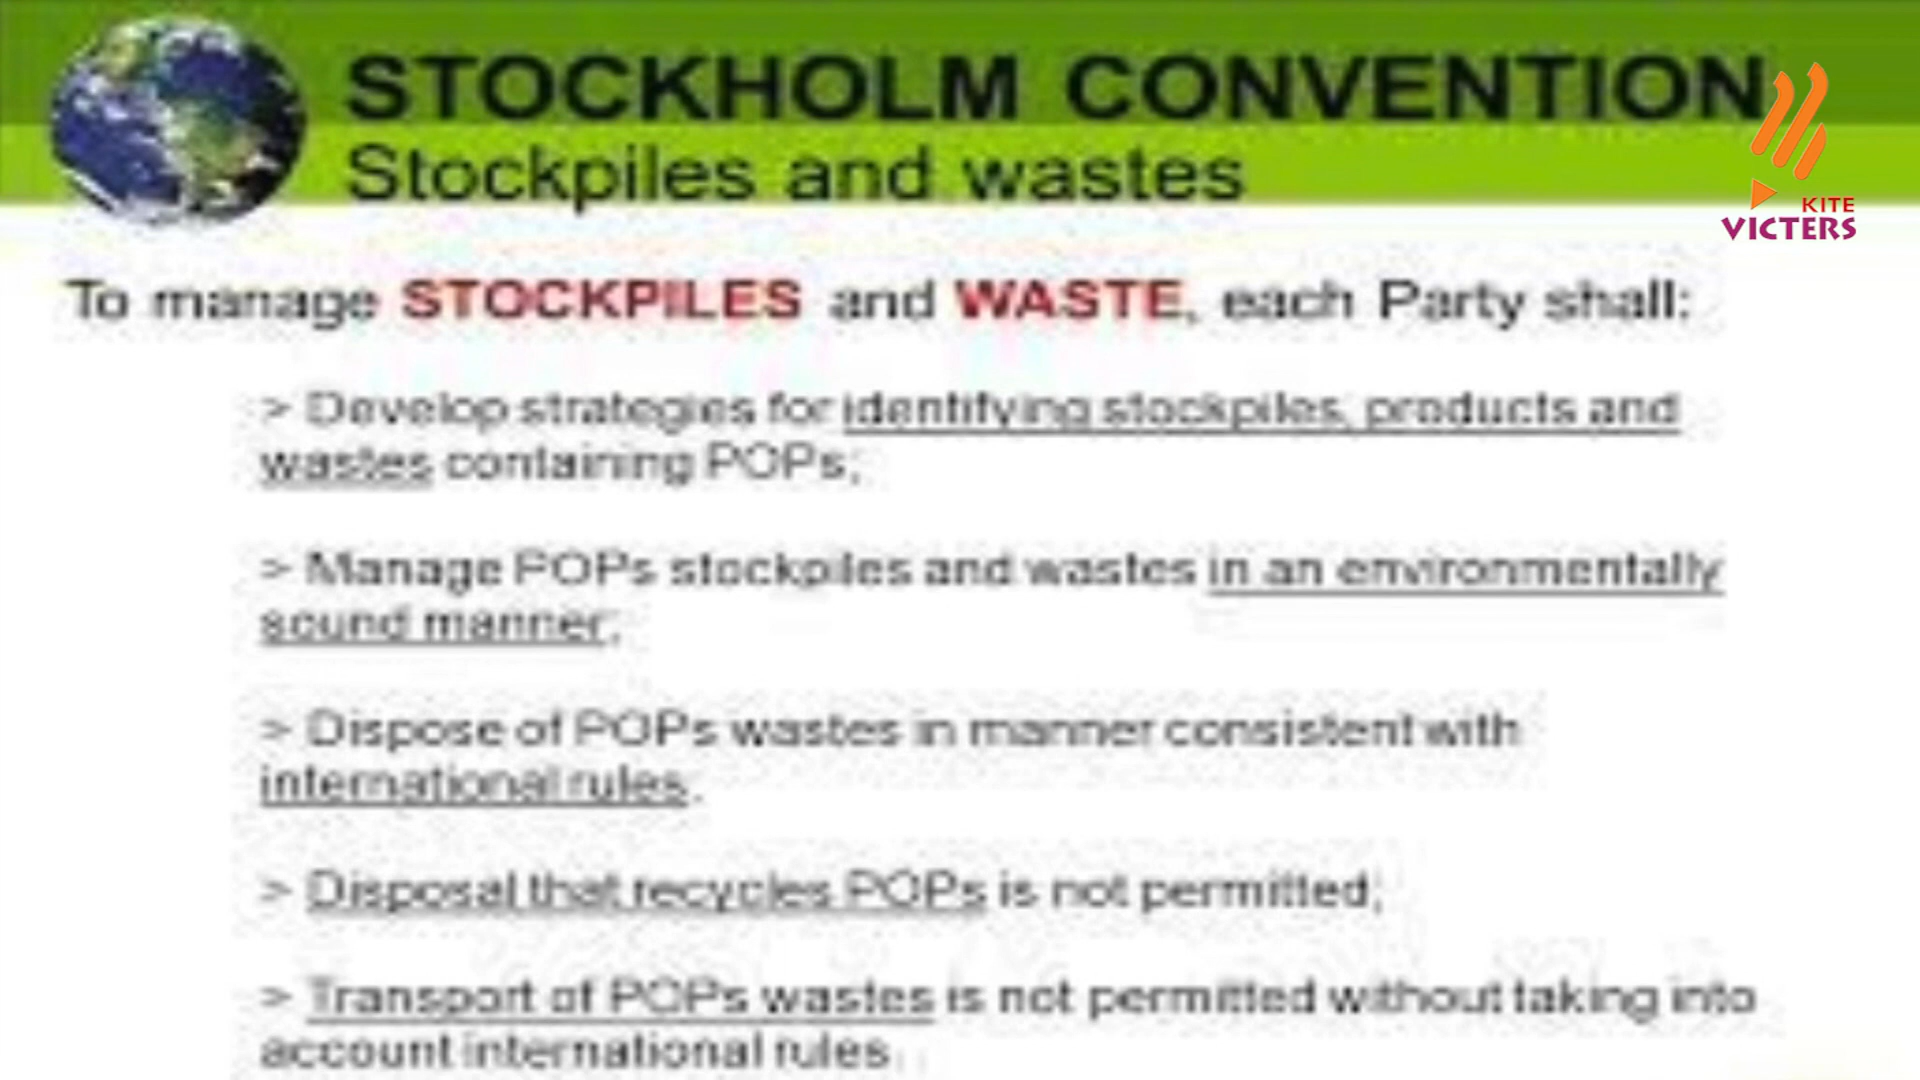 STOCKHOLM CONVENTION
Stockpiles and wastes
KITE
VICTERS
To manage STOCKPILES and WASTE, each Party shall:
> Develop strategies for identifying stockpiles, products and
wastes containing POPs;
> Manage POPs stockpiles and wastes in an environmentally
sound manner;
> Dispose of POPs wastes in manner consistent with
international rules.
> Disposal that recycles POPs is not permitted;
> Transport of POPs wastes is not permitted without taking into
account international rules.